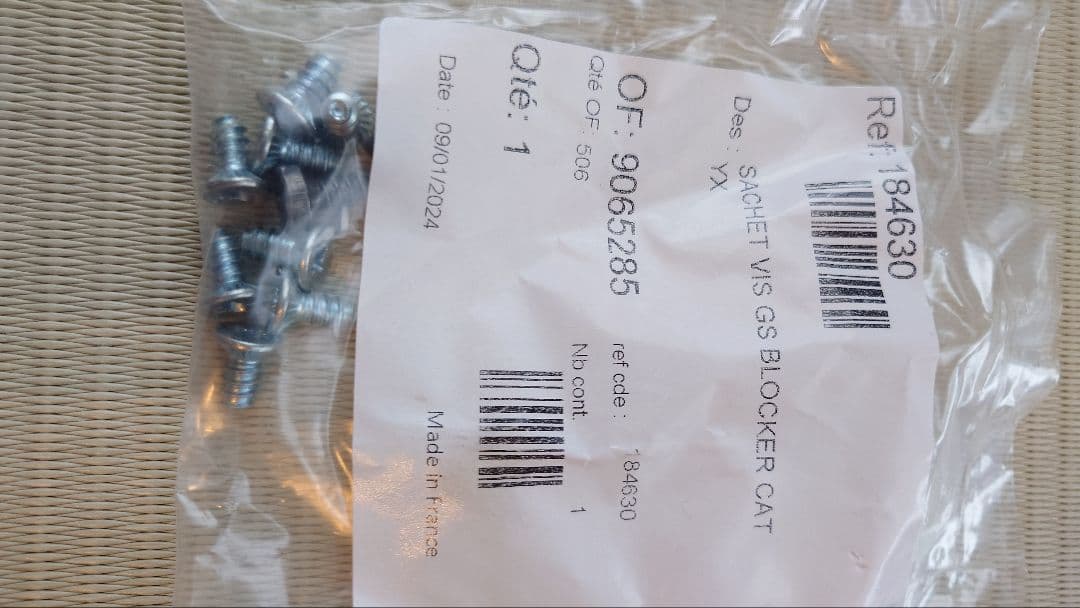 Ref: 184630
Des : SACHET VIS GS BLOCKER CAT
YX
OF: 9065285 ref cde : 184630
Qté OF: 506 Nb cont. 1
Qté: 1
Date : 09/01/2024 Made in France